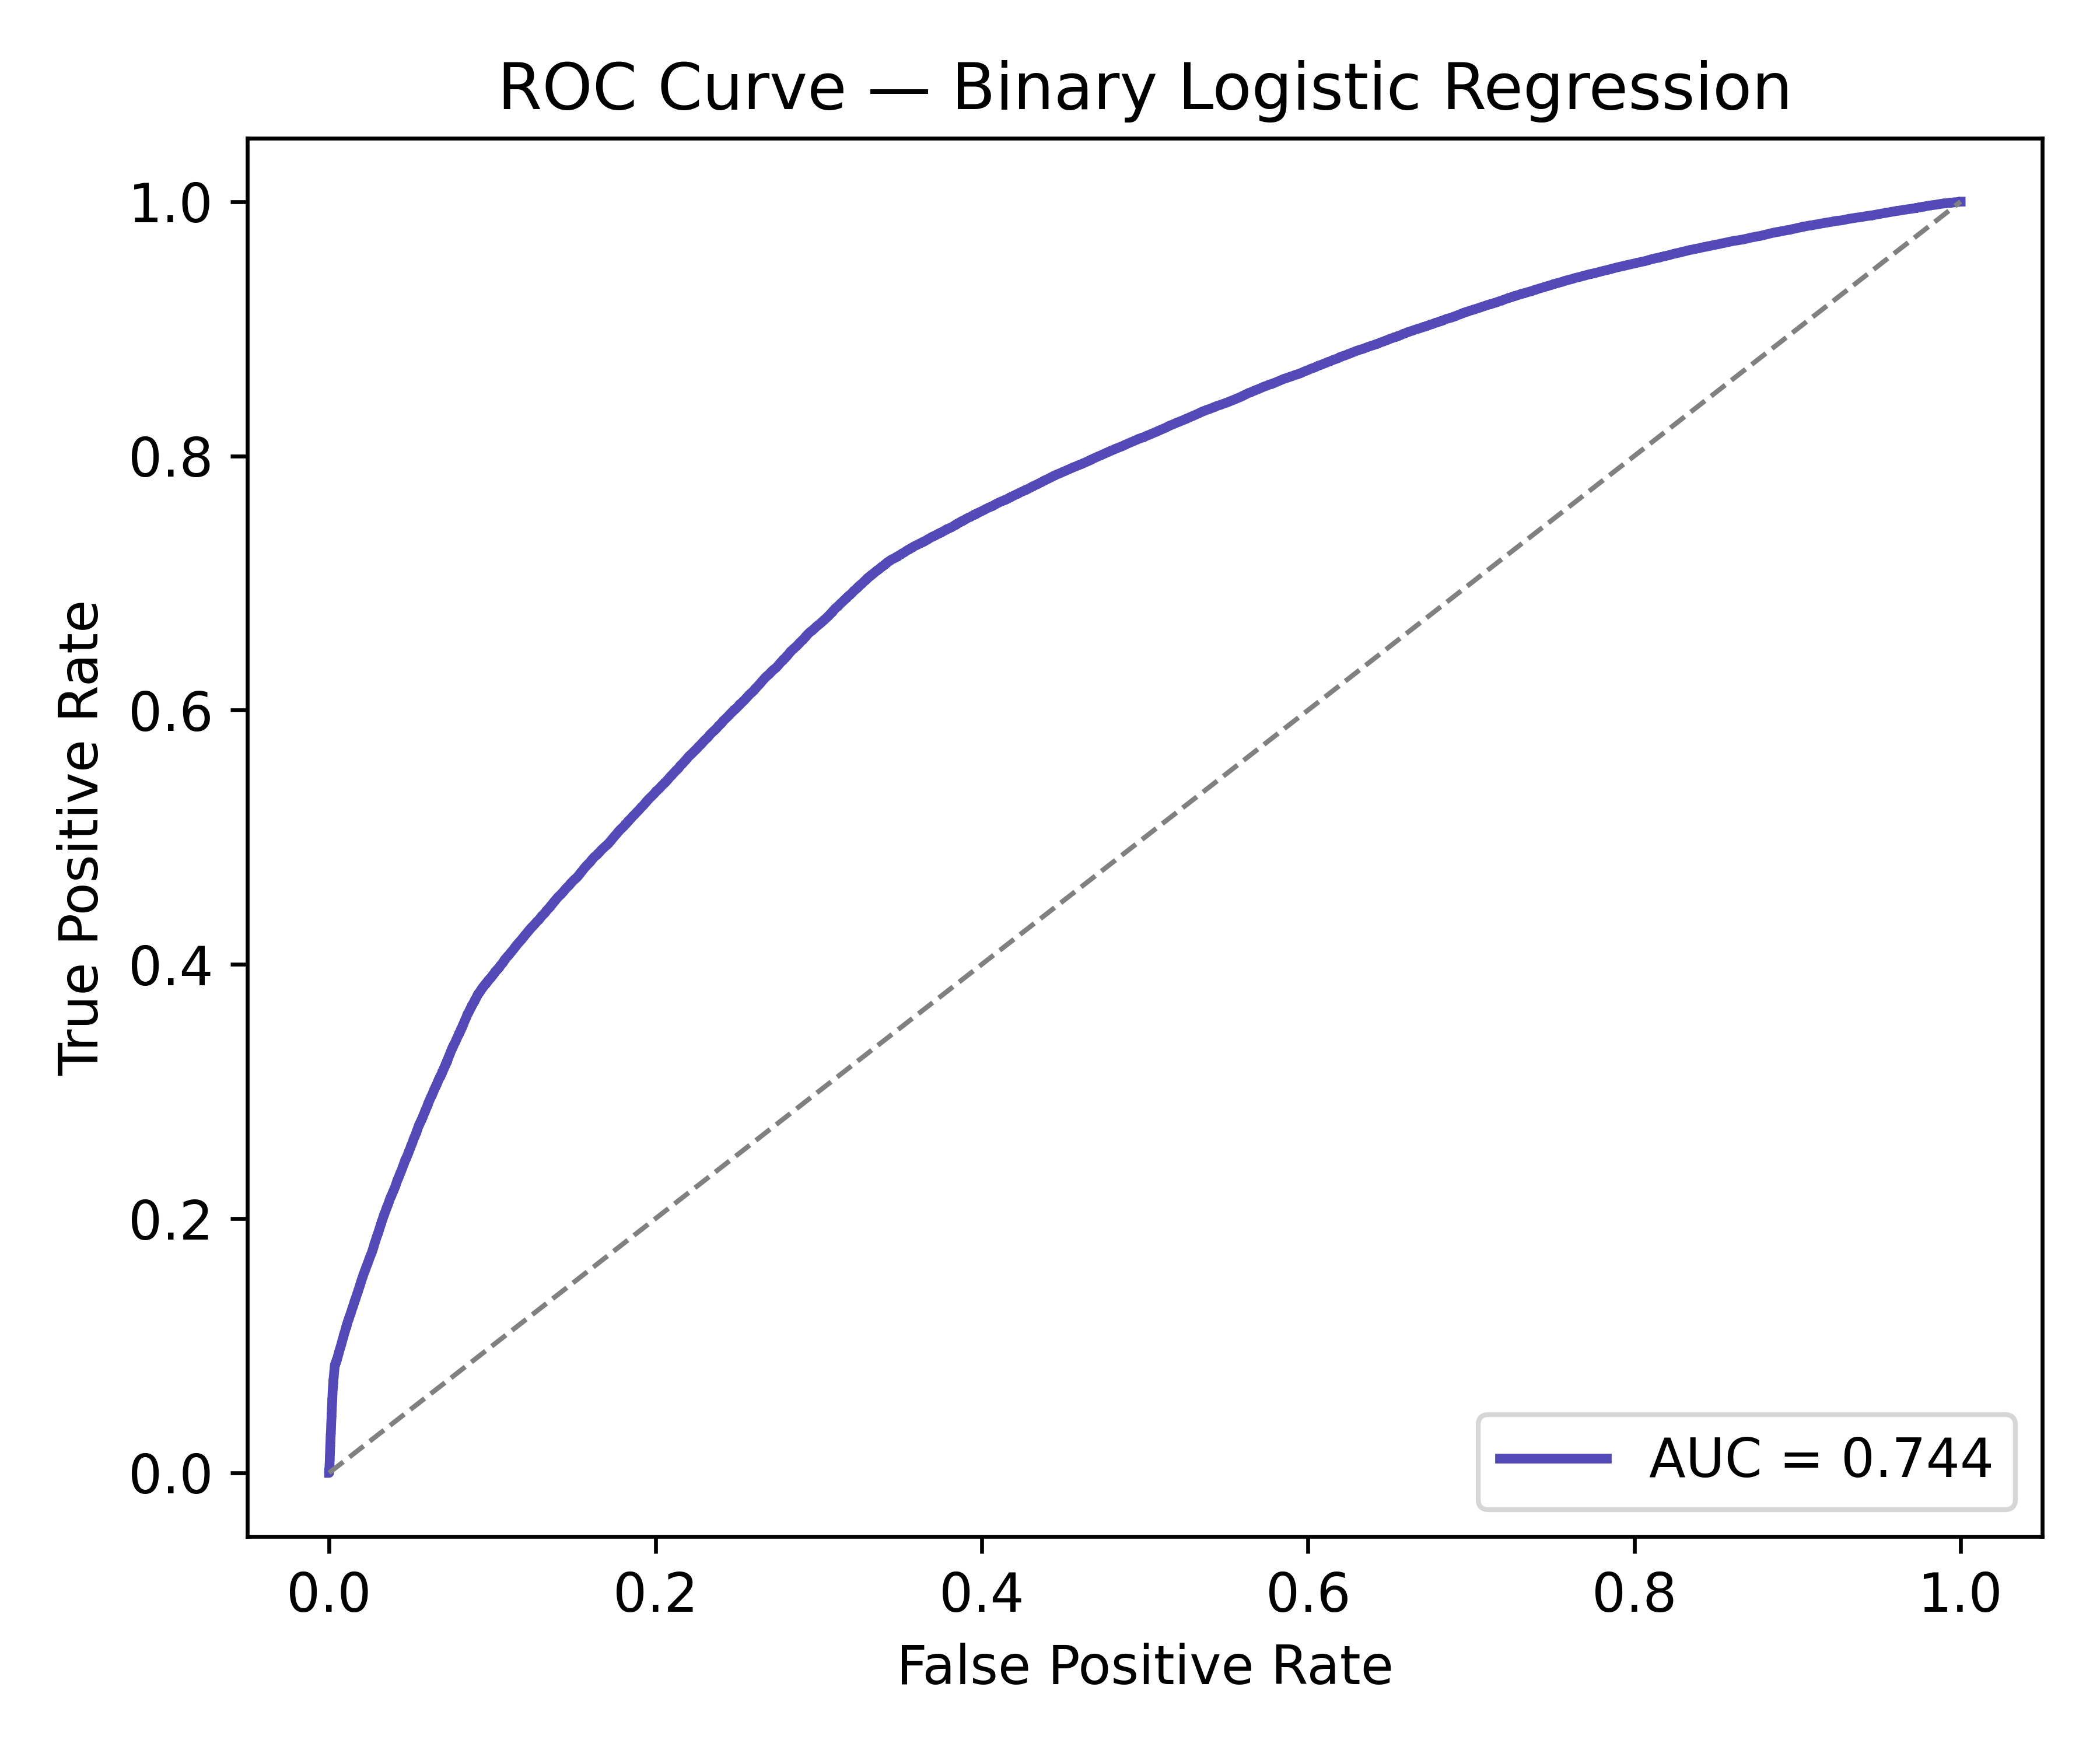 ROC Curve — Binary Logistic Regression
True Positive Rate
1.0
0.8
0.6
0.4
0.2
0.0
AUC = 0.744
0.0 0.2 0.4 0.6 0.8 1.0
False Positive Rate